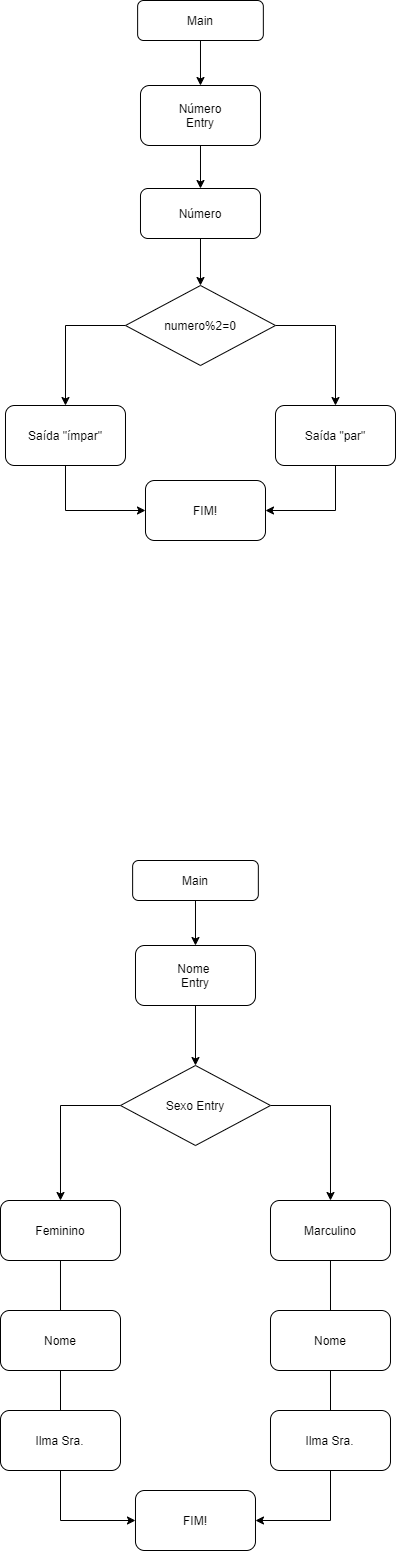 Main
Número
Entry
Número
numero%2=0
Saída "ímpar"
Saída "par"
FIM!
Main
Nome
Entry
Sexo Entry
Feminino
Marculino
Nome
Nome
Ilma Sra.
Ilma Sra.
FIM!